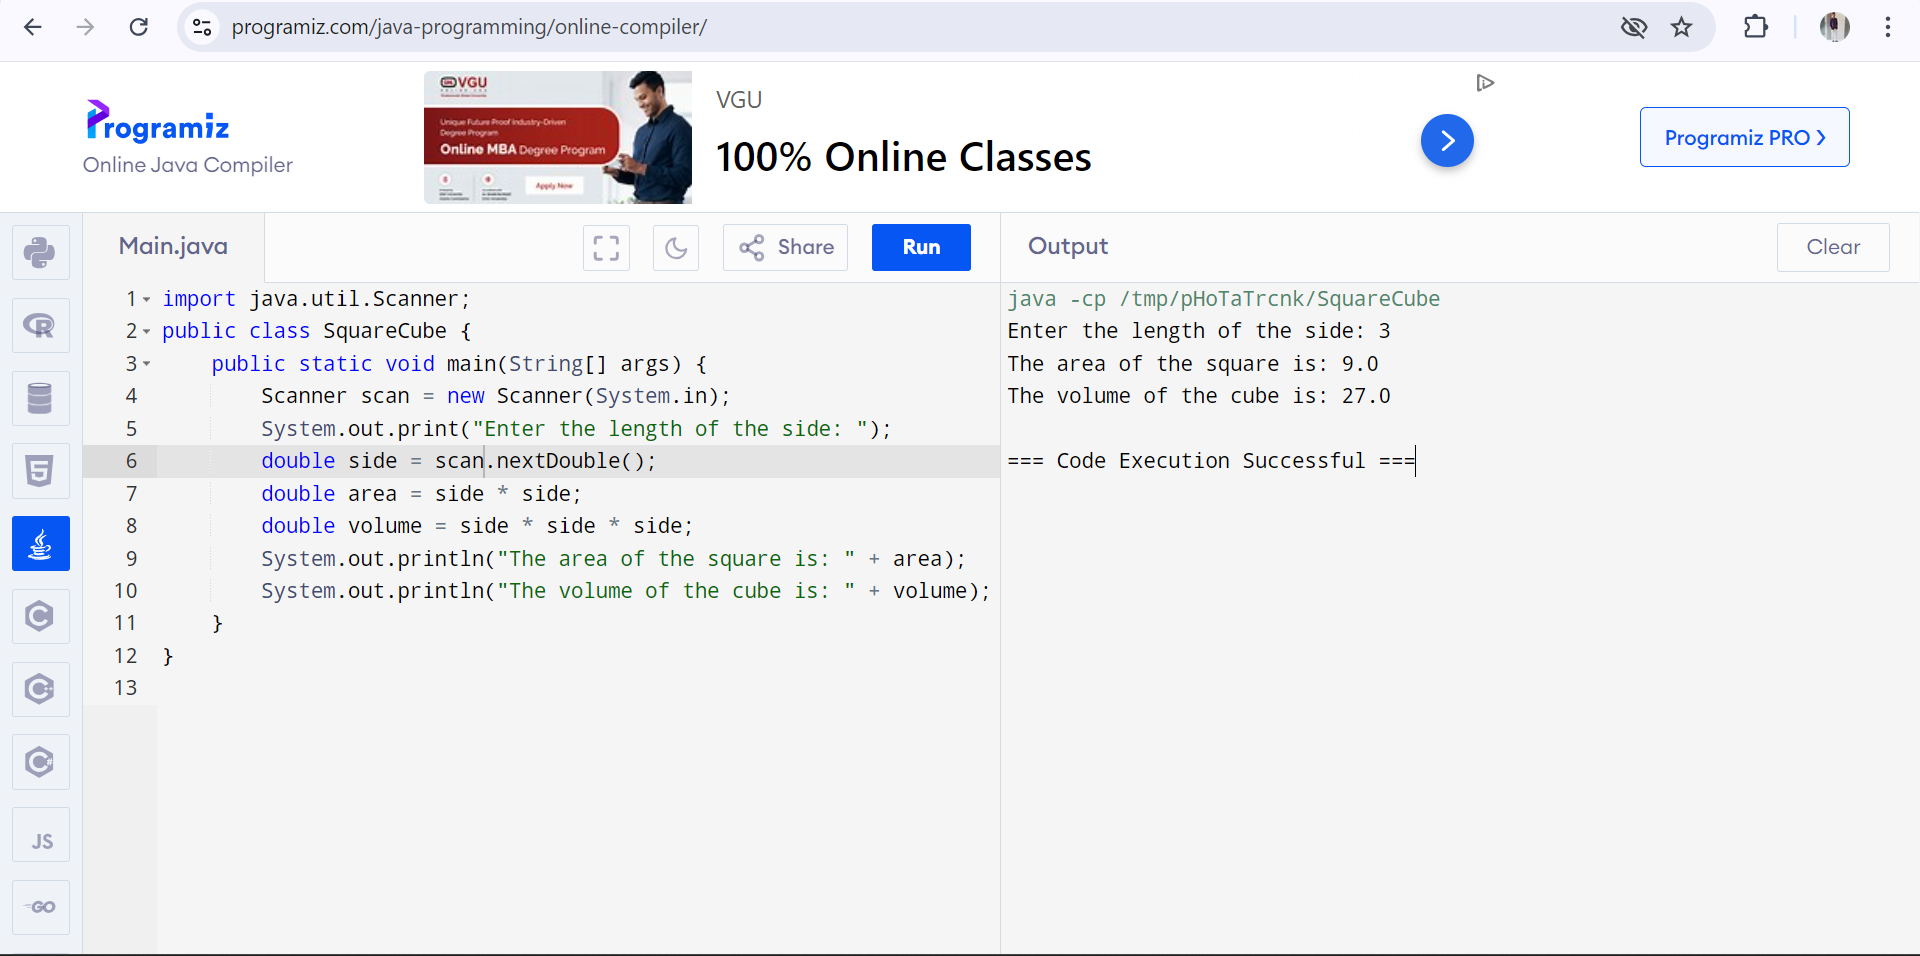 programiz.com/java-programming/online-compiler/
Programiz
Online Java Compiler
VGU
Unique Future Proof Industry-Driven
Degree Program
Online MBA Degree Program
Apply Now
VGU
100% Online Classes
Programiz PRO
Main.java
Share
Run
Output
Clear
1 import java.util.Scanner;
2 public class SquareCube {
3 public static void main(String[] args) {
4 Scanner scan = new Scanner(System.in);
5 System.out.print("Enter the length of the side: ");
6 double side = scan.nextDouble();
7 double area = side * side;
8 double volume = side * side * side;
9 System.out.println("The area of the square is: " + area);
10 System.out.println("The volume of the cube is: " + volume);
11 }
12 }
13
java -cp /tmp/pHoTaTrcnk/SquareCube
Enter the length of the side: 3
The area of the square is: 9.0
The volume of the cube is: 27.0
=== Code Execution Successful ===
R
5
C
C++
C#
JS
GO